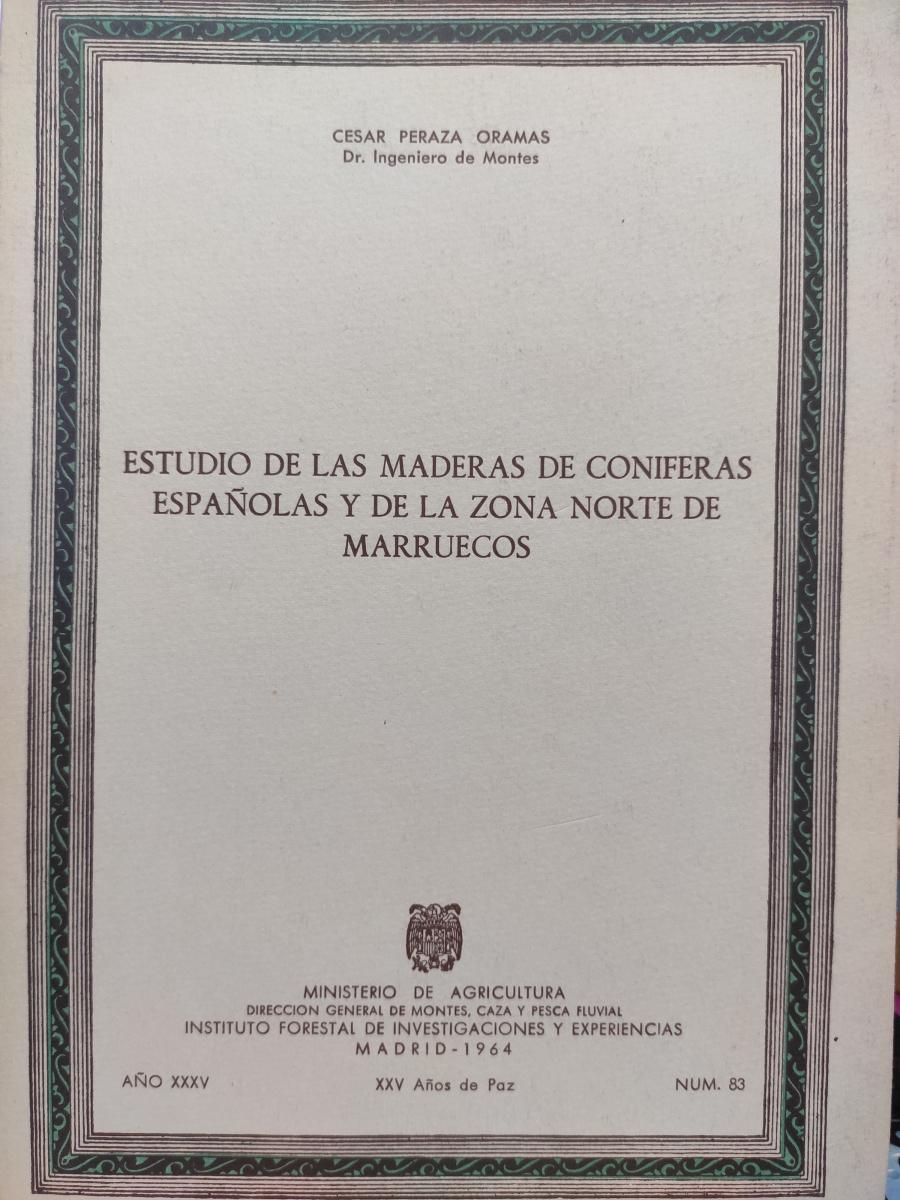 CESAR PERAZA ORAMAS
Dr. Ingeniero de Montes
ESTUDIO DE LAS MADERAS DE CONIFERAS
ESPAÑOLAS Y DE LA ZONA NORTE DE
MARRUECOS
MINISTERIO DE AGRICULTURA
DIRECCION GENERAL DE MONTES, CAZA Y PESCA FLUVIAL
INSTITUTO FORESTAL DE INVESTIGACIONES Y EXPERIENCIAS
MADRID-1964
AÑO XXXV XXV Años de Paz NUM. 83